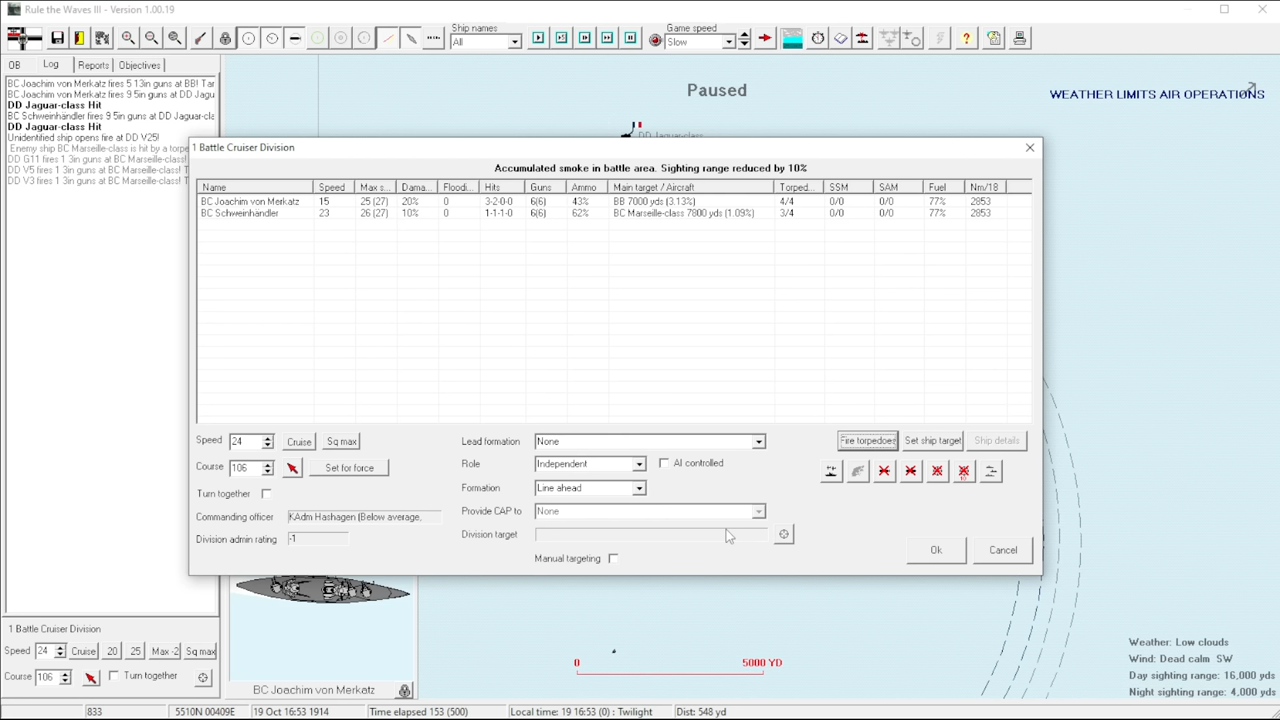 Rule the Waves III - Version 1.00.19
Ship names
All
Game speed
Slow
OB Log Reports Objectives
BC Joachim von Merkatz fires 5 13in guns at BB! Tar
BC Joachim von Merkatz fires 9 5in guns at DD Jagu
DD Jaguar-class Hit
BC Schweinhändler fires 9 5in guns at DD Jaguar-cla
DD Jaguar-class Hit
Unidentified ship opens fire at DD V25!
Enemy ship BC Marseille-class is hit by a torpe
DD G11 fires 1 3in guns at BC Marseille-class!
DD V5 fires 1 3in guns at BC Marseille-class! T
DD V3 fires 1 3in guns at BC Marseille-class! T
Paused
WEATHER LIMITS AIR OPERATIONS
DD Jaguar-class
1 Battle Cruiser Division
Accumulated smoke in battle area. Sighting range reduced by 10%
Name Speed Max s... Dama... Floodi... Hits Guns Ammo Main target / Aircraft Torped... SSM SAM Fuel Nm/18
BC Joachim von Merkatz 15 25 (27) 20% 0 3-2-0-0 6(6) 43% BB 7000 yds (3.13%) 4/4 0/0 0/0 77% 2853
BC Schweinhändler 23 26 (27) 10% 0 1-1-1-0 6(6) 62% BC Marseille-class 7800 yds (1.09%) 3/4 0/0 0/0 77% 2853
Speed 24 Cruise Sq max
Course 106 Set for force
Turn together
Commanding officer KAdm Hashagen (Below average,
Division admin rating -1
Lead formation None
Role Independent AI controlled
Formation Line ahead
Provide CAP to None
Division target
Manual targeting
Fire torpedoes Set ship target Ship details
Ok Cancel
1 Battle Cruiser Division
Speed 24 Cruise 20 25 Max -2 Sq max
Course 106 Turn together
BC Joachim von Merkatz
0 5000 YD
Weather: Low clouds
Wind: Dead calm SW
Day sighting range: 16,000 yds
Night sighting range: 4,000 yds
833 5510N 00409E 19 Oct 16:53 1914 Time elapsed 153 (500) Local time: 19 16:53 (0) : Twilight Dist: 548 yd